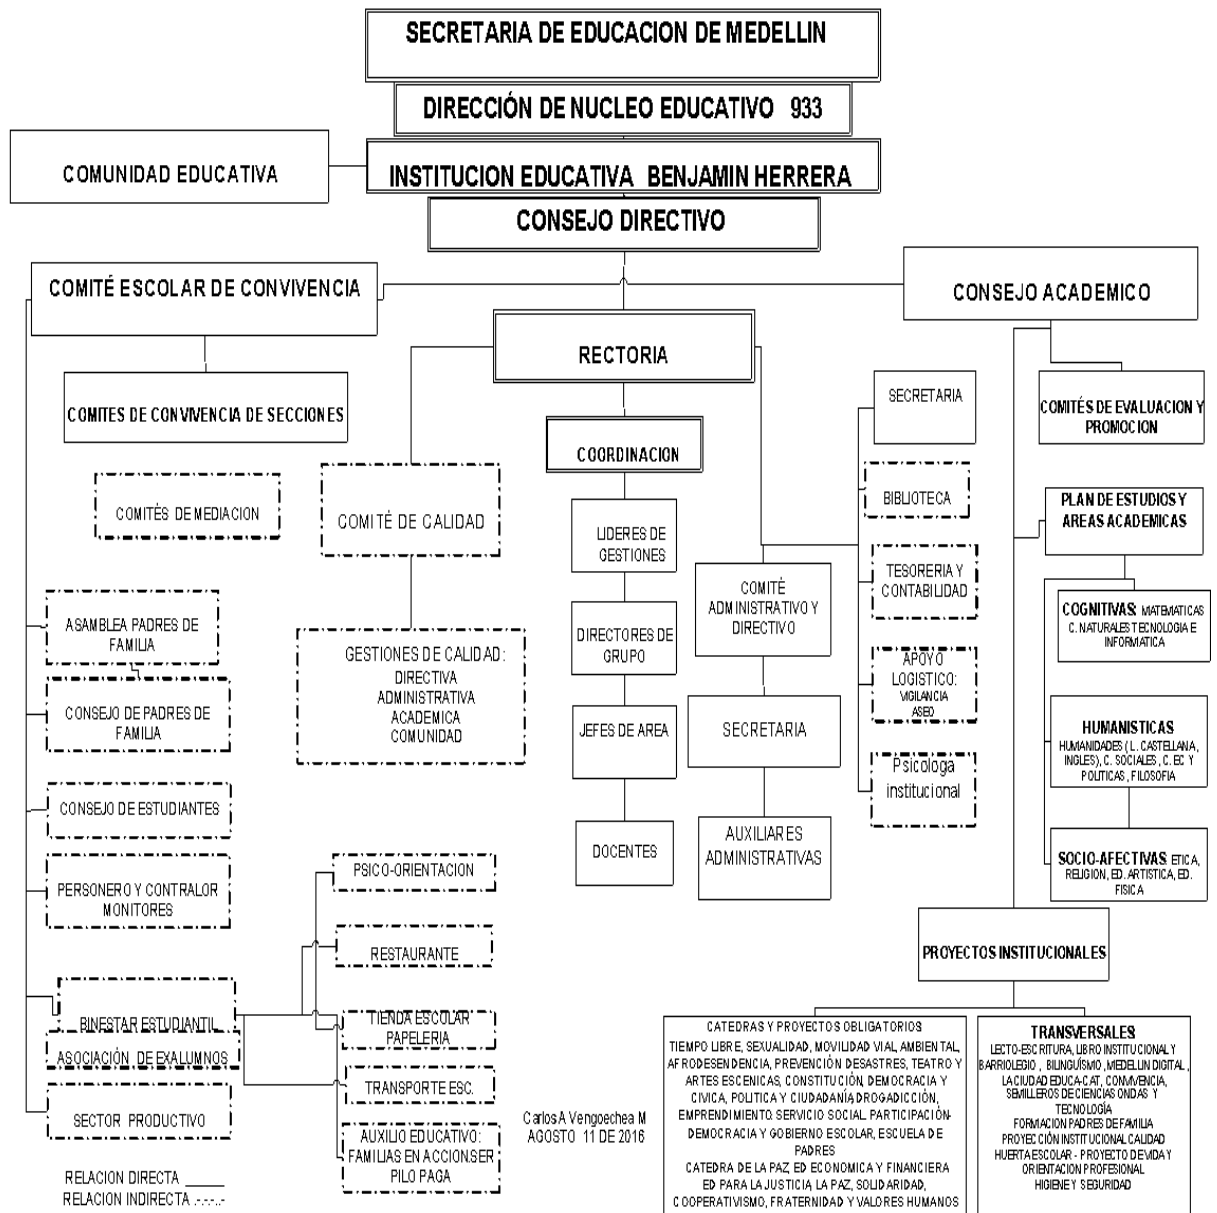 SECRETARIA DE EDUCACION DE MEDELLIN
DIRECCIÓN DE NUCLEO EDUCATIVO 933
COMUNIDAD EDUCATIVA
INSTITUCION EDUCATIVA BENJAMIN HERRERA
CONSEJO DIRECTIVO
COMITÉ ESCOLAR DE CONVIVENCIA
CONSEJO ACADEMICO
RECTORIA
COMITES DE CONVIVENCIA DE SECCIONES
SECRETARIA
COMITÉS DE EVALUACION Y
PROMOCION
COORDINACION
COMITÉS DE MEDIACION
COMITÉ DE CALIDAD
BIBLIOTECA
PLAN DE ESTUDIOS Y
AREAS ACADEMICAS
LIDERES DE
GESTIONES
TESORERIA Y
CONTABILIDAD
COMITÉ
ADMINISTRATIVO Y
DIRECTIVO
COGNITIVAS: MATEMATICAS
C. NATURALES TECNOLOGIA E
INFORMATICA
ASAMBLEA PADRES DE
FAMILIA
DIRECTORES DE
GRUPO
GESTIONES DE CALIDAD:
DIRECTIVA
ADMINISTRATIVA
ACADEMICA
COMUNIDAD
APOYO
LOGISTICO:
VIGILANCIA
ASEO
CONSEJO DE PADRES DE
FAMILIA
JEFES DE AREA
SECRETARIA
HUMANISTICAS
HUMANIDADES ( L. CASTELLANA,
INGLES), C. SOCIALES, C. EC Y
POLITICAS, FILOSOFIA
Psicologa
institucional
CONSEJO DE ESTUDIANTES
DOCENTES
AUXILIARES
ADMINISTRATIVAS
SOCIO-AFECTIVAS: ETICA,
RELIGION, ED. ARTISTICA, ED.
FISICA
PERSONERO Y CONTRALOR
MONITORES
PSICO-ORIENTACION
RESTAURANTE
PROYECTOS INSTITUCIONALES
BINESTAR ESTUDIANTIL
TIENDA ESCOLAR
PAPELERIA
ASOCIACIÓN DE EXALUMNOS
TRANSPORTE ESC.
SECTOR PRODUCTIVO
AUXILIO EDUCATIVO:
FAMILIAS EN ACCION.SER
PILO PAGA
Carlos A Vengoechea M
AGOSTO 11 DE 2016
CATEDRAS Y PROYECTOS OBLIGATORIOS
TIEMPO LIBRE, SEXUALIDAD, MOVILIDAD VIAL, AMBIENTAL,
AFRODESENDENCIA, PREVENCIÓN DESASTRES, TEATRO Y
ARTES ESCENICAS, CONSTITUCIÓN, DEMOCRACIA Y
CIVICA, POLITICA Y CIUDADANÍA,DROGADICCIÓN,
EMPRENDIMIENTO, SERVICIO SOCIAL, PARTICIPACIÓN-
DEMOCRACIA Y GOBIERNO ESCOLAR, ESCUELA DE
PADRES
CATEDRA DE LA PAZ, ED ECONOMICA Y FINANCIERA
ED PARA LA JUSTICIA, LA PAZ, SOLIDARIDAD,
COOPERATIVISMO, FRATERNIDAD Y VALORES HUMANOS
TRANSVERSALES
LECTO-ESCRITURA, LIBRO INSTITUCIONAL Y
BARRIOLEGIO , BILINGUÍSMO , MEDELLIN DIGITAL ,
LA CIUDAD EDUCA-CAT, CONVIVENCIA,
SEMILLEROS DE CIENCIAS ONDAS Y
TECNOLOGÍA
FORMACION PADRES DE FAMILIA
PROYECCIÓN INSTITUCIONAL CALIDAD
HUERTA ESCOLAR - PROYECTO DE VIDA Y
ORIENTACION PROFESIONAL
HIGIENE Y SEGURIDAD
RELACION DIRECTA ______
RELACION INDIRECTA .-.-.-.-